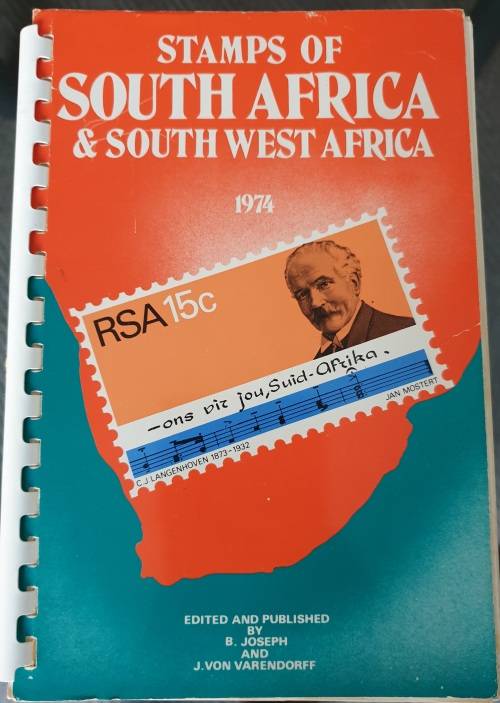 STAMPS OF
SOUTH AFRICA
& SOUTH WEST AFRICA
1974
RSA 15c
-ons vir jou, Suid-Afrika.
C.J. LANGENHOVEN 1873-1932
JAN MOSTERT
EDITED AND PUBLISHED
BY
B. JOSEPH
AND
J. VON VARENDORFF